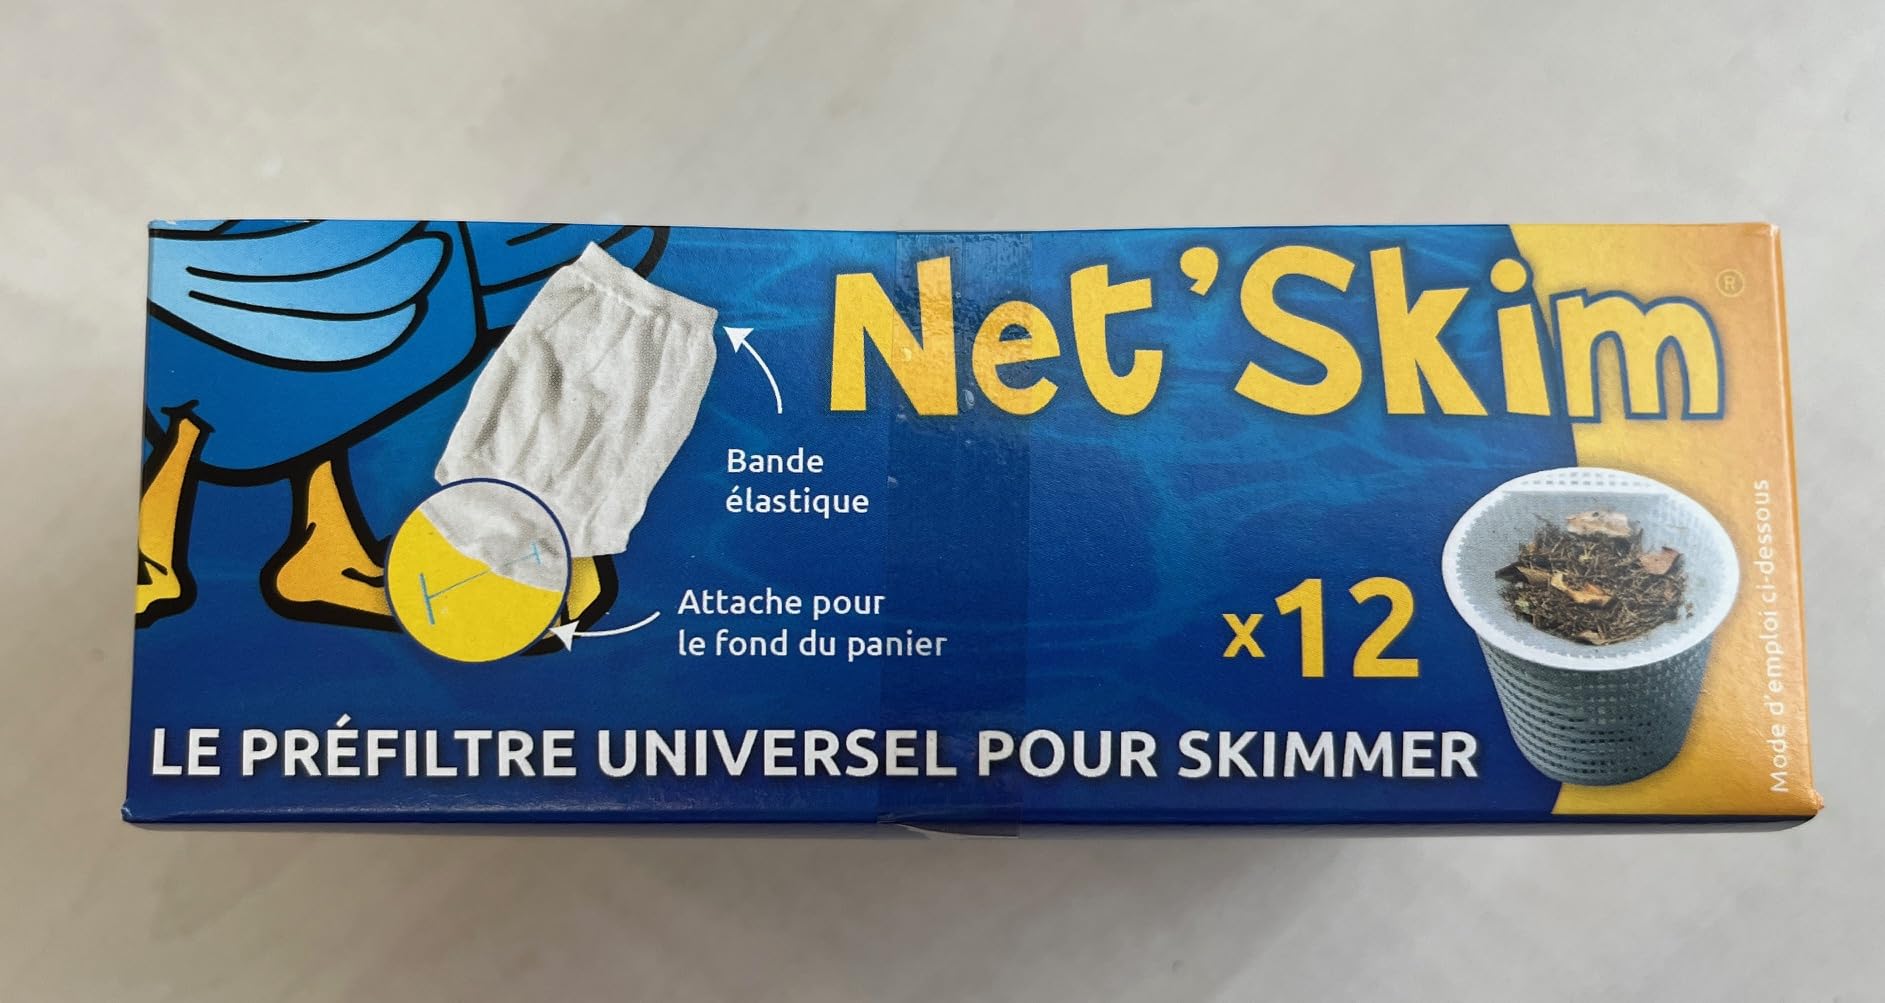 Net'Skim®
Bande
élastique
Attache pour
le fond du panier
x12
LE PRÉFILTRE UNIVERSEL POUR SKIMMER
Mode d'emploi ci-dessous